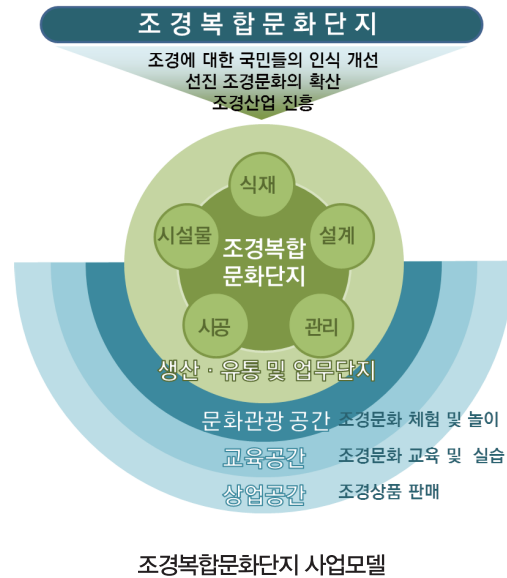 조경복합문화단지
조경에 대한 국민들의 인식 개선
선진 조경문화의 확산
조경산업 진흥
식재
시설물
설계
조경복합
문화단지
시공
관리
생산 · 유통 및 업무단지
문화관광 공간 조경문화 체험 및 놀이
교육공간 조경문화 교육 및 실습
상업공간 조경상품 판매
조경복합문화단지 사업모델